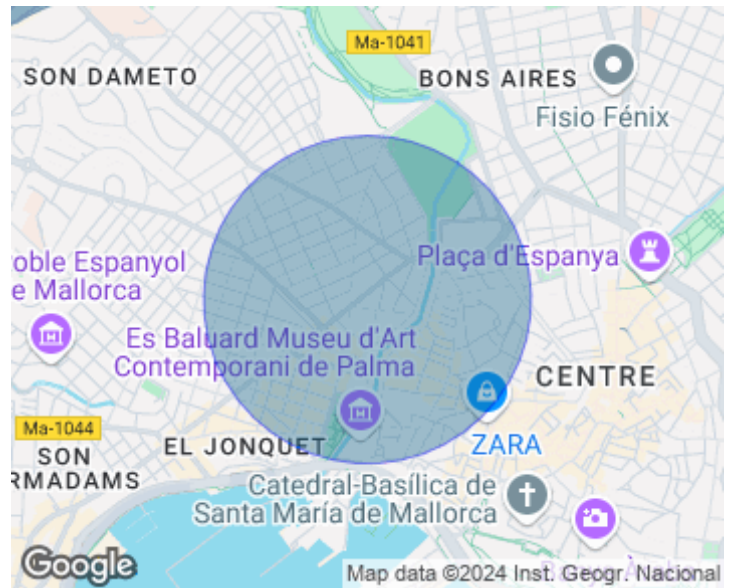 Ma-1041
SON DAMETO
BONS AIRES
Fisio Fénix
Plaça d'Espanya
oble Espanyol
e Mallorca
Es Baluard Museu d'Art
Contemporani de Palma
CENTRE
Ma-1044
EL JONQUET
ZARA
SON
RMADAMS
Catedral-Basílica de
Santa María de Mallorca
Google
Map data ©2024 Inst. Geogr. Nacional